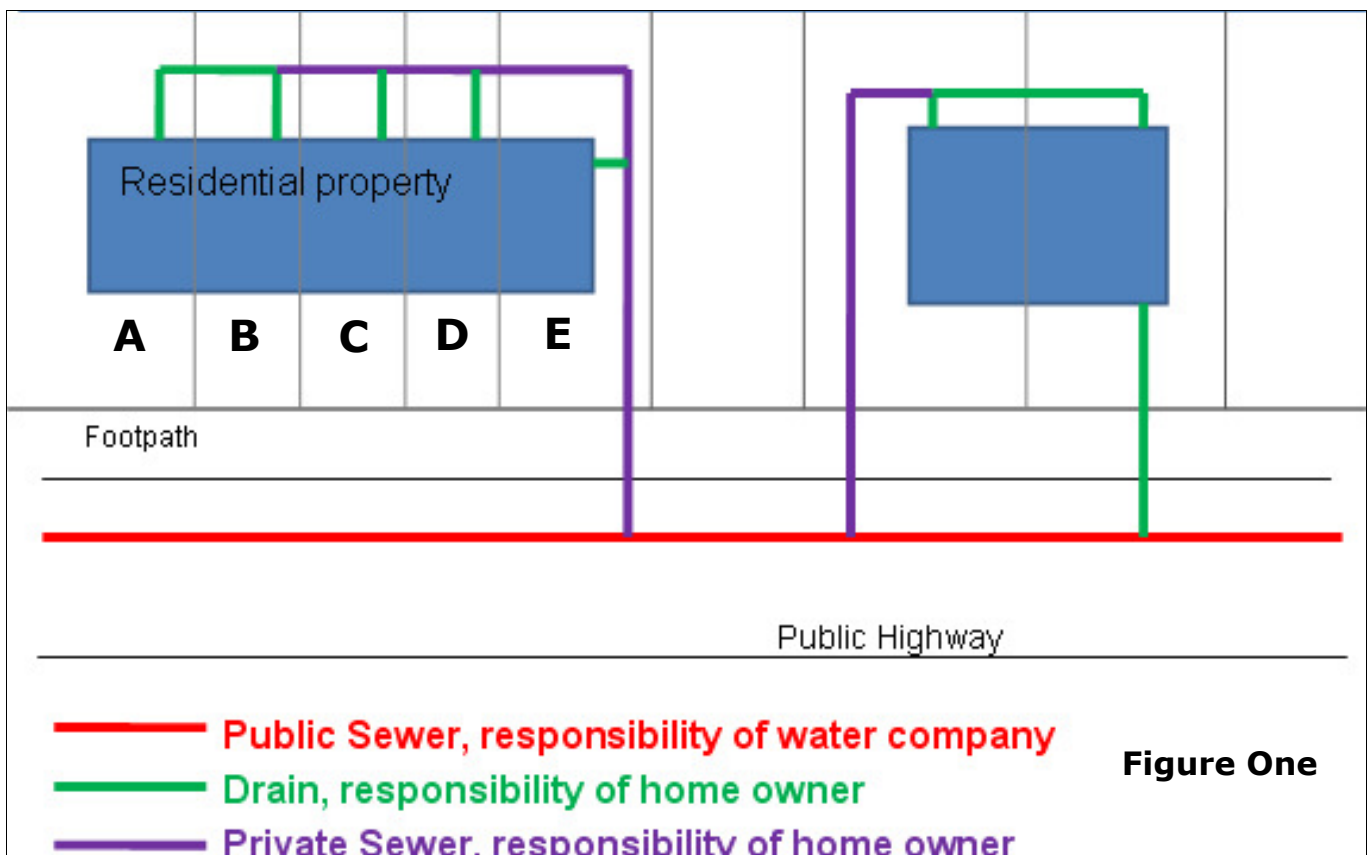 Residential property
A B C D E
Footpath
Public Highway
Public Sewer, responsibility of water company
Figure One
Drain, responsibility of home owner
Private Sewer, responsibility of home owner